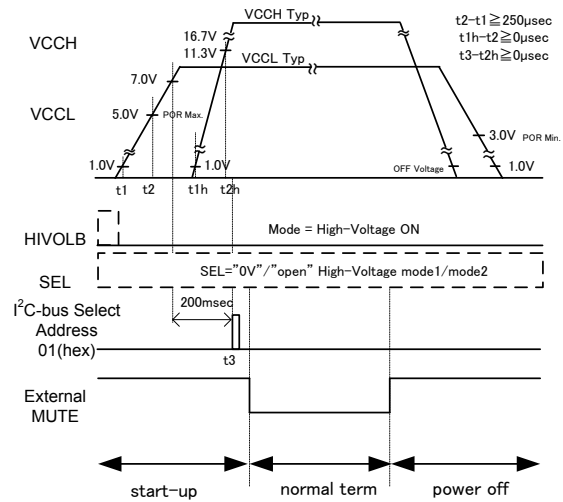 VCCH Typ
t2-t1≧250μsec
t1h-t2≧0μsec
t3-t2h≧0μsec
VCCH
16.7V
11.3V
VCCL Typ
7.0V
VCCL
5.0V POR Max.
3.0V POR Min.
1.0V
1.0V
OFF Voltage
1.0V
t1 t2 t1h t2h
HIVOLB
Mode = High-Voltage ON
SEL
SEL="0V"/"open" High-Voltage mode1/mode2
I²C-bus Select
Address
01(hex)
200msec
t3
External
MUTE
start-up normal term power off